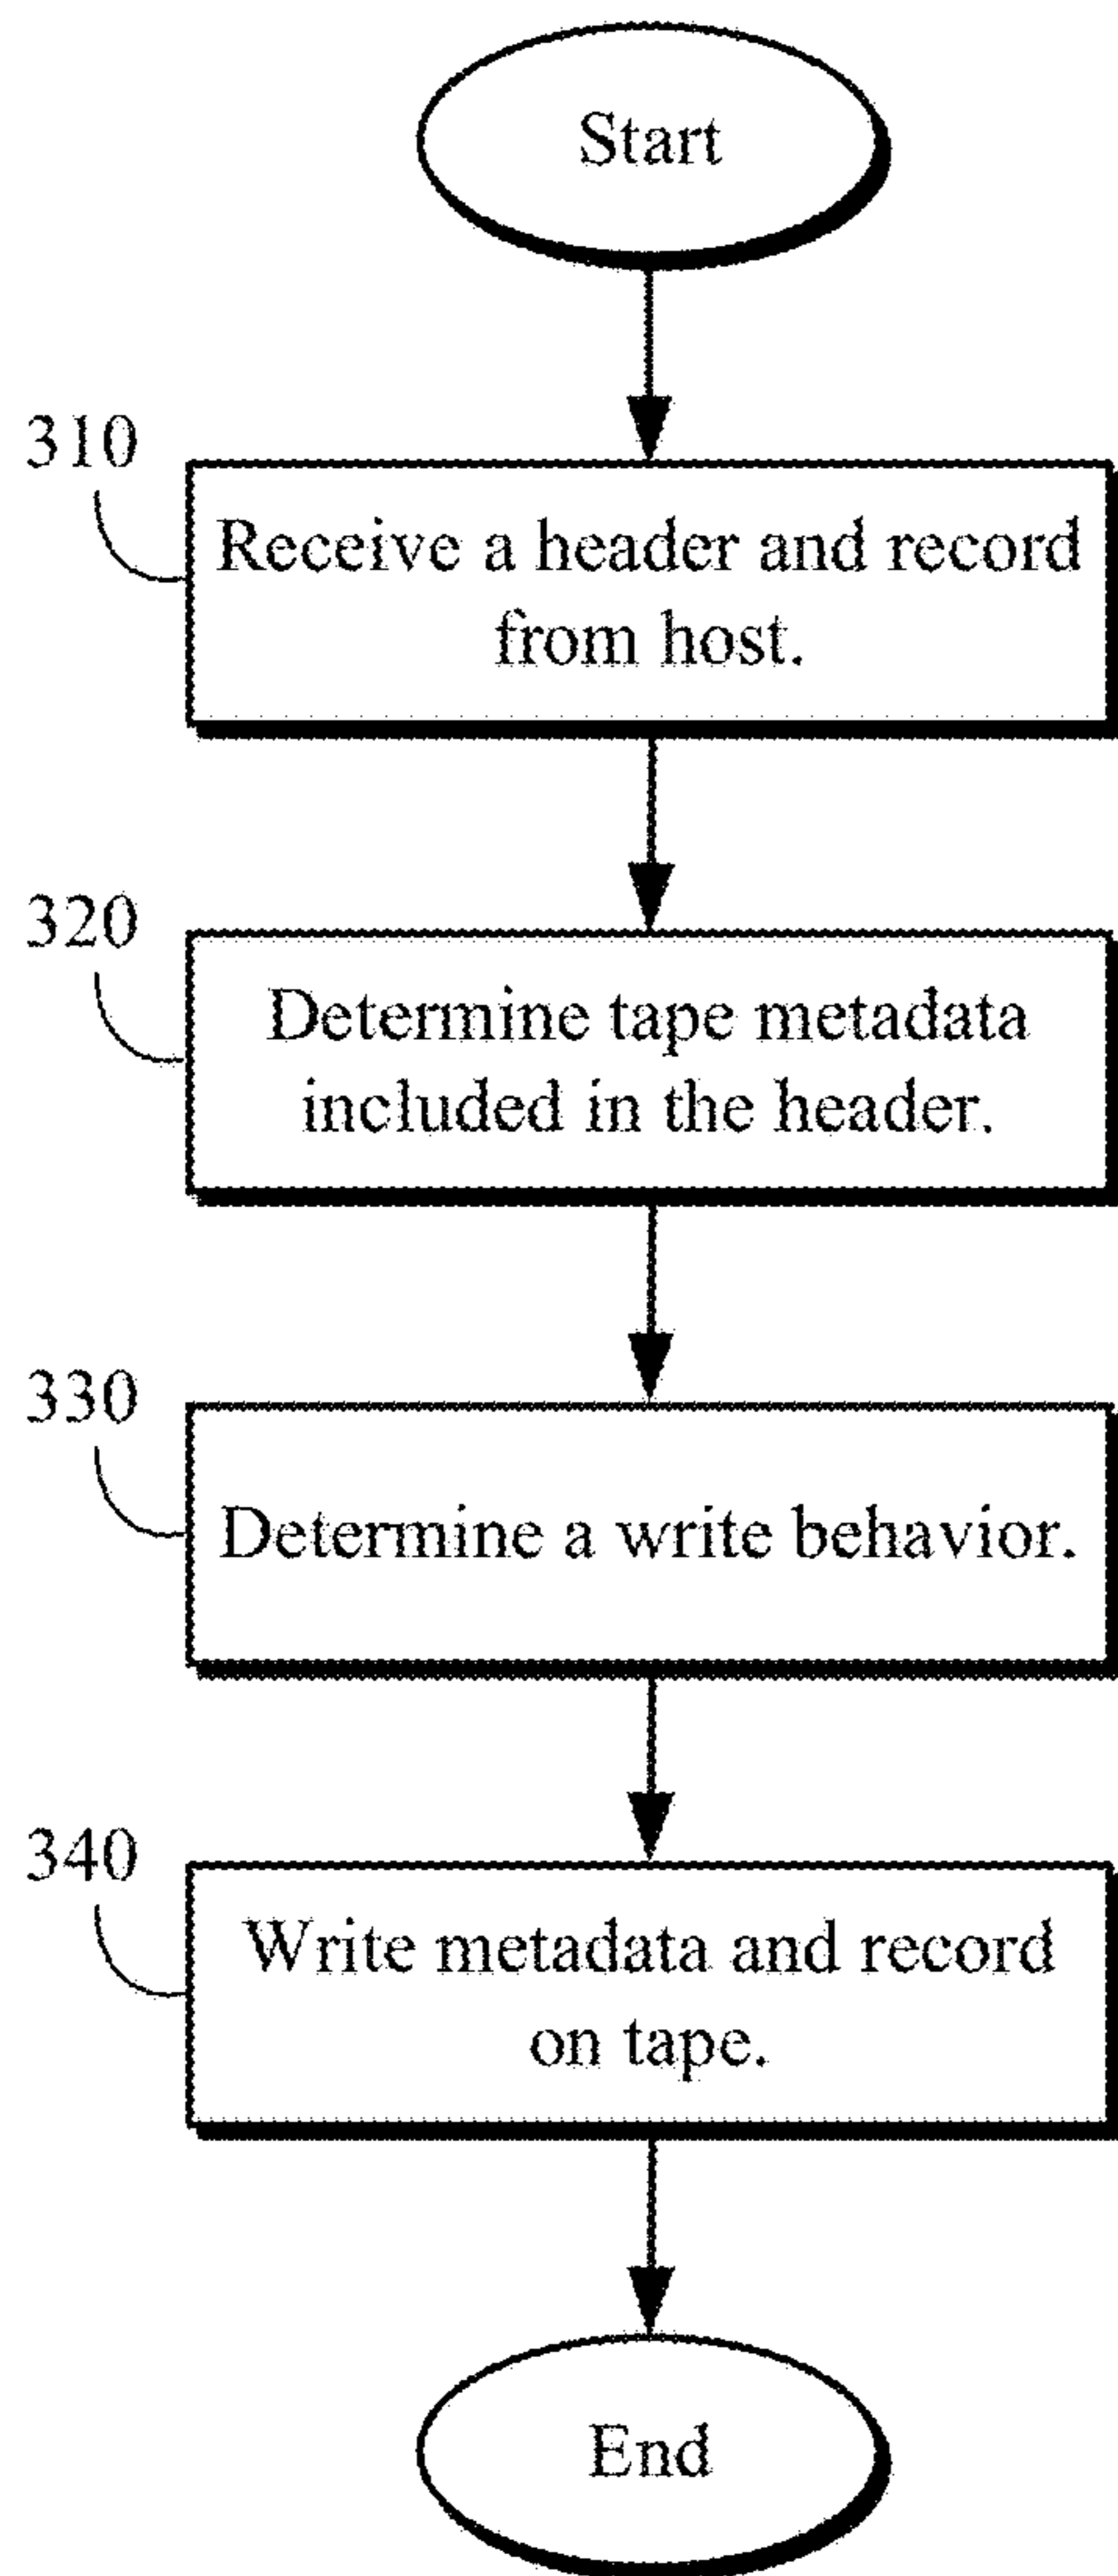 Start
310
Receive a header and record
from host.
320
Determine tape metadata
included in the header.
330
Determine a write behavior.
340
Write metadata and record
on tape.
End